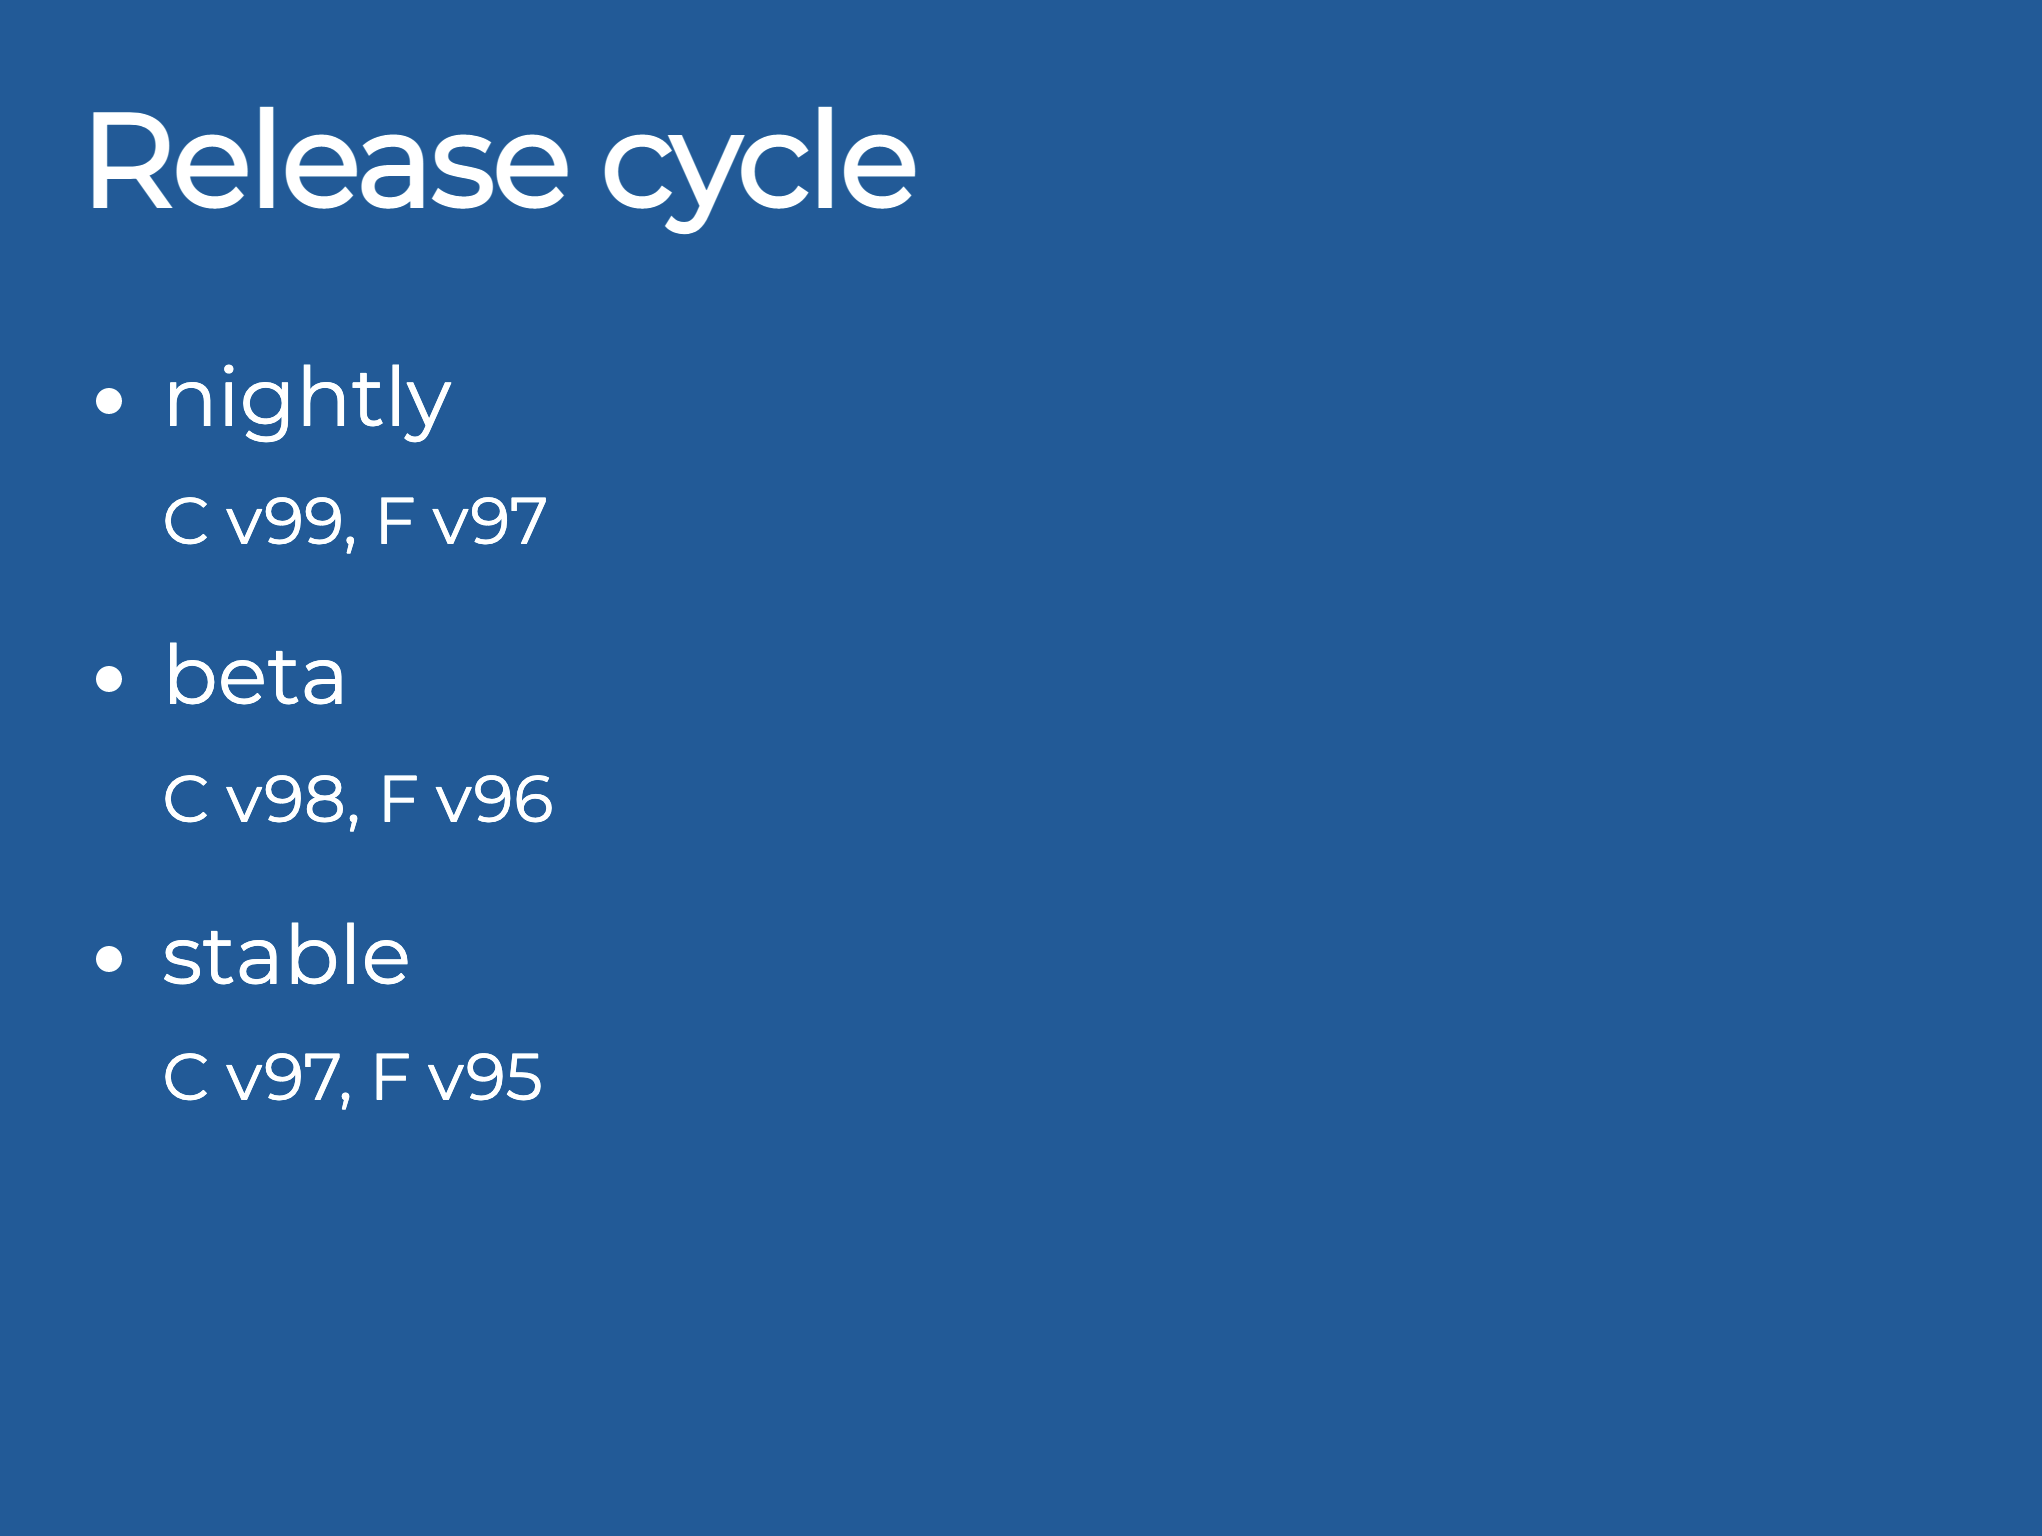 Release cycle
• nightly
C v99, F v97
• beta
C v98, F v96
• stable
C v97, F v95